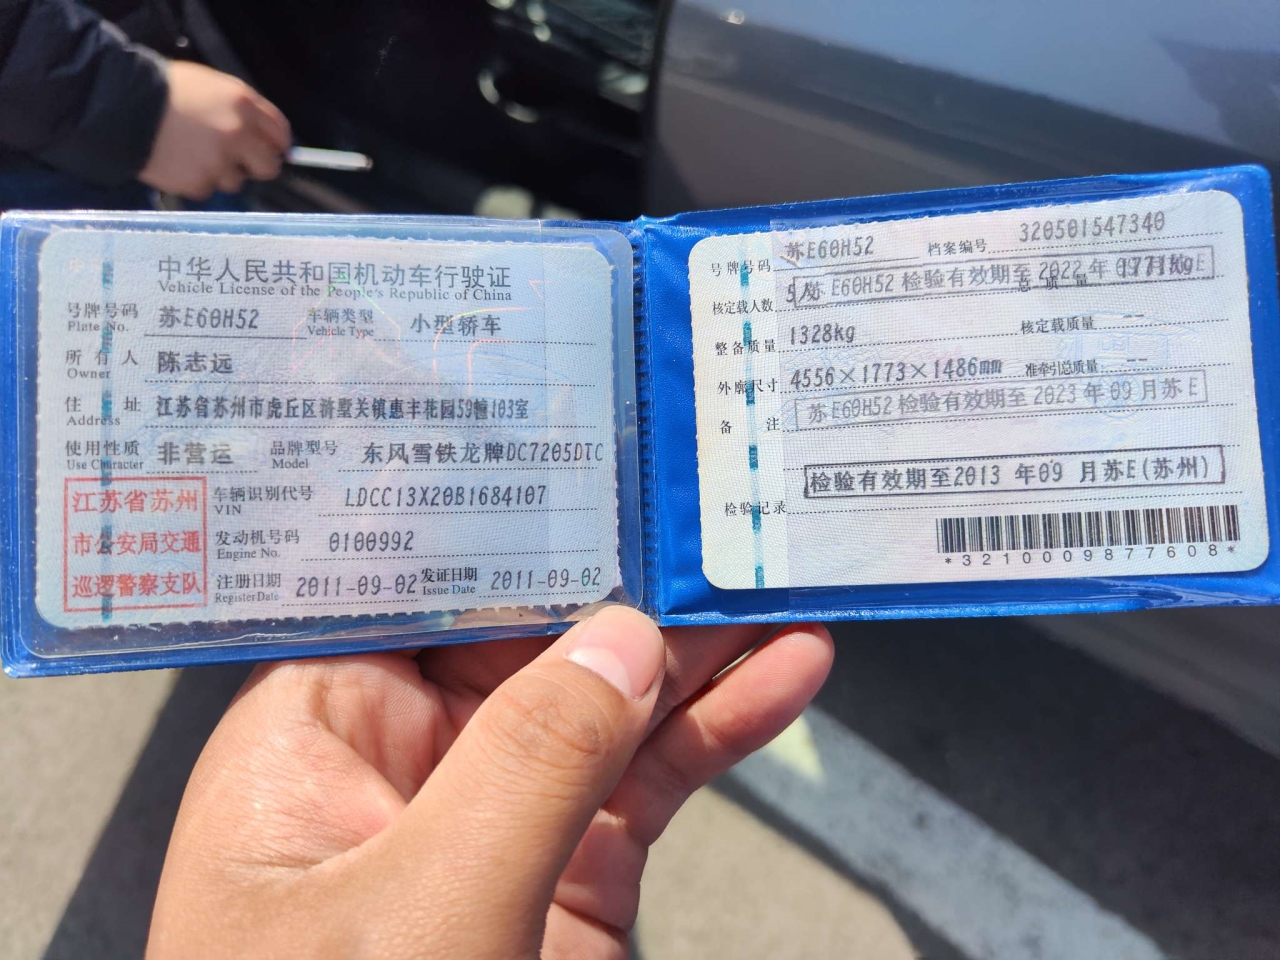 中华人民共和国机动车行驶证
Vehicle License of the People's Republic of China
号牌号码 苏E60H52 车辆类型 小型轿车
Plate No. Vehicle Type
所有人 陈志远
Owner
住址 江苏省苏州市虎丘区浒墅关镇惠丰花园59幢103室
Address
使用性质 非营运 品牌型号 东风雪铁龙牌DC7205DTC
Use Character Model
江苏省苏州
市公安局交通
巡逻警察支队
车辆识别代号 LDCC13X20B1684107
VIN
发动机号码 0100992
Engine No.
注册日期 2011-09-02 发证日期 2011-09-02
Register Date Issue Date
号牌号码 苏E60H52 档案编号 320501547340
苏E60H52 检验有效期至 2022年
核定载人数 5人 总质量 1771kg
整备质量 1328kg 核定载质量 --
外廓尺寸 4556×1773×1486mm 准牵引总质量 --
苏E60H52 检验有效期至 2023年09月苏E
备注
检验有效期至2013年09月苏E(苏州)
检验记录
*3210009877608*